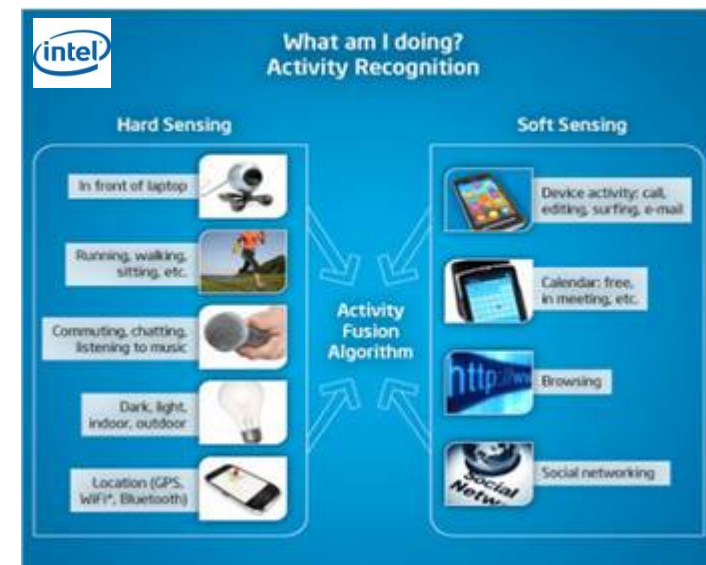 intel
What am I doing?
Activity Recognition
Hard Sensing
In front of laptop
Running, walking,
sitting, etc.
Commuting, chatting,
listening to music
Dark, light,
indoor, outdoor
Location (GPS,
WiFi*, Bluetooth)
Activity
Fusion
Algorithm
Soft Sensing
Device activity: call,
editing, surfing, e-mail
Calendar: free,
in meeting, etc.
http://ww
Browsing
Social
Netw
Social networking